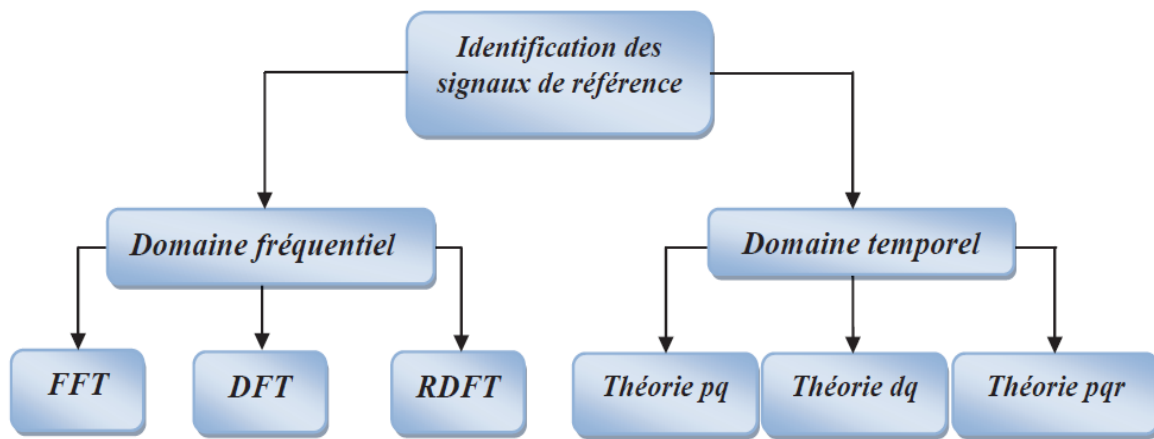 Identification des
signaux de référence
Domaine fréquentiel
Domaine temporel
FFT
DFT
RDFT
Théorie pq
Théorie dq
Théorie pqr